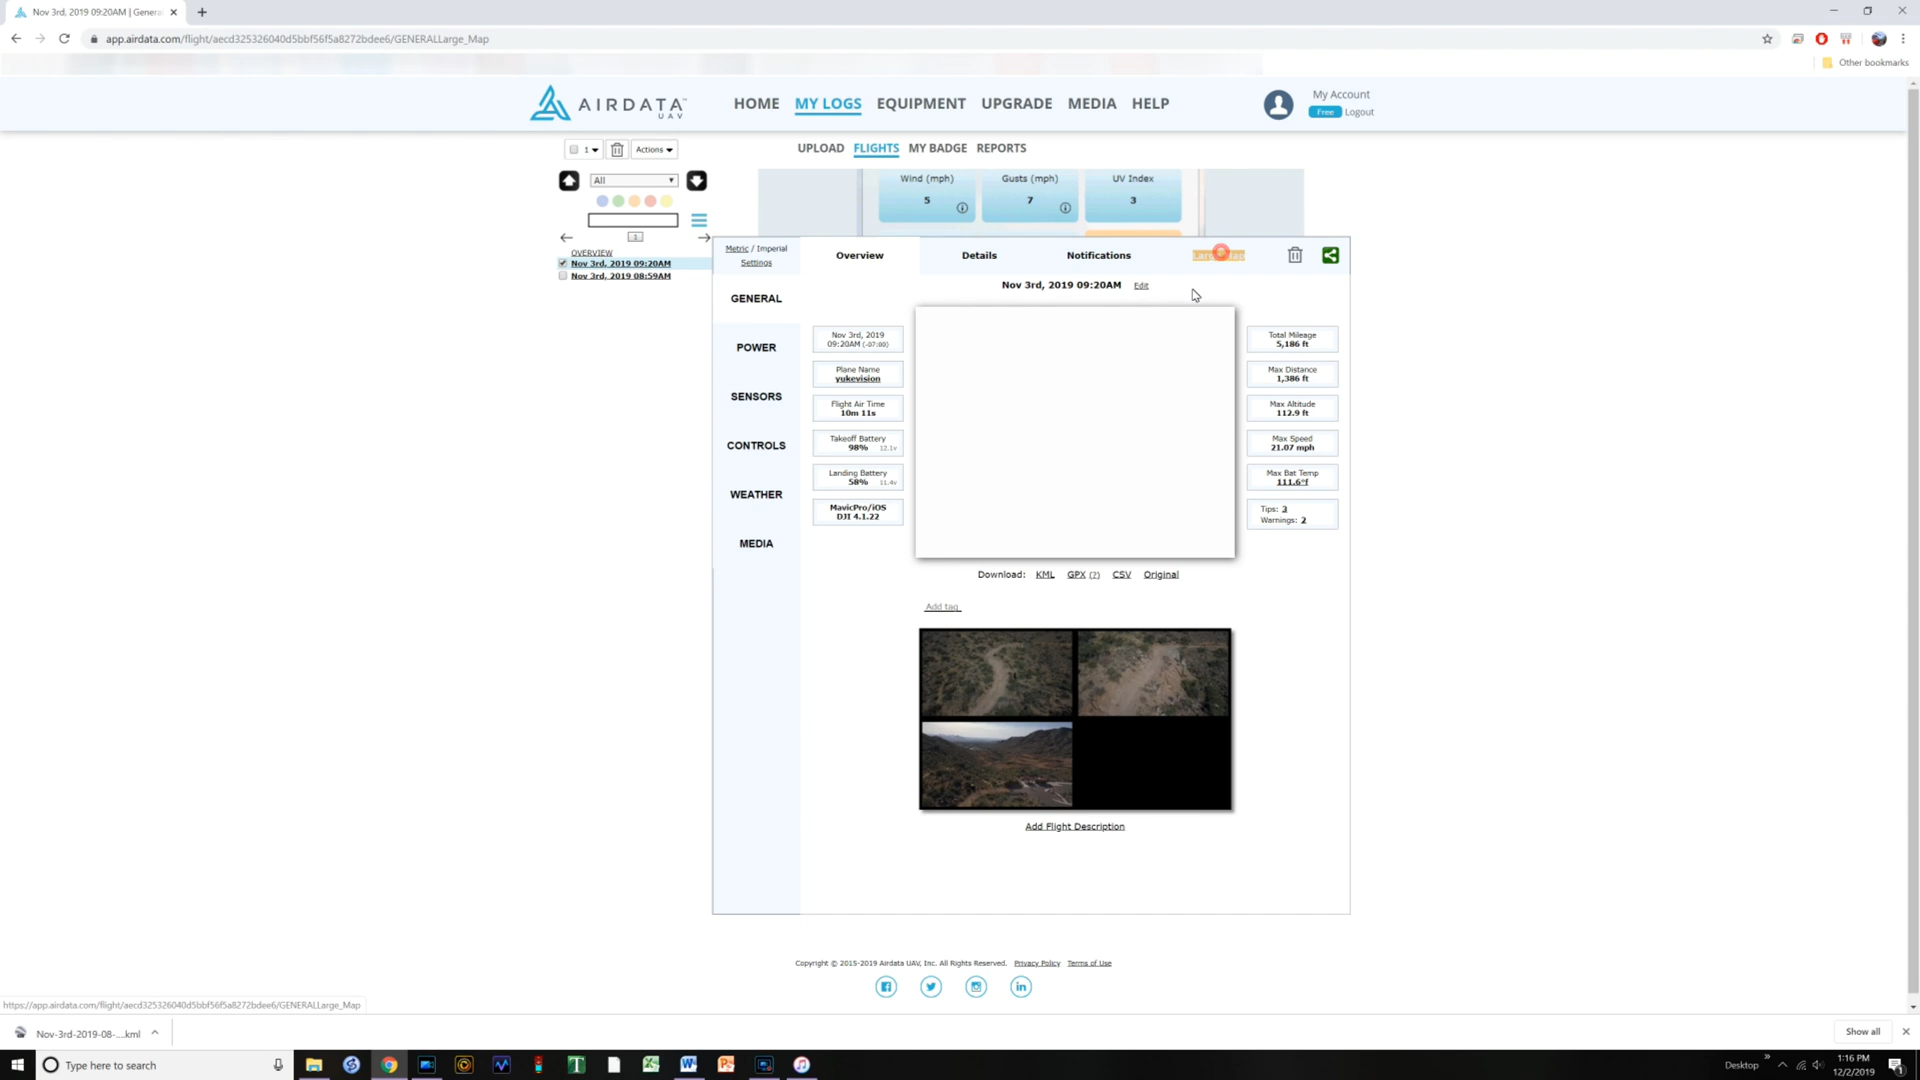 Nov 3rd, 2019 09:20AM | Genera
app.airdata.com/flight/aecd325326040d5bbf56f5a8272bdee6/GENERALLarge_Map
Other bookmarks
AIRDATA
UAV
HOME
MY LOGS
EQUIPMENT
UPGRADE
MEDIA
HELP
My Account
Free
Logout
1
Actions
UPLOAD
FLIGHTS
MY BADGE
REPORTS
All
Wind (mph)
5
Gusts (mph)
7
UV Index
3
1
OVERVIEW
Nov 3rd, 2019 09:20AM
Nov 3rd, 2019 08:59AM
Metric / Imperial
Settings
Overview
Details
Notifications
Nov 3rd, 2019 09:20AM
Edit
GENERAL
POWER
SENSORS
CONTROLS
WEATHER
MEDIA
Nov 3rd, 2019
09:20AM (-07:00)
Plane Name
yukevision
Flight Air Time
10m 11s
Takeoff Battery
98% 12.1v
Landing Battery
58% 11.4v
MavicPro/iOS
DJI 4.1.22
Total Mileage
5,186 ft
Max Distance
1,386 ft
Max Altitude
112.9 ft
Max Speed
21.07 mph
Max Bat Temp
111.6°f
Tips: 3
Warnings: 2
Download: KML GPX (?) CSV Original
Add tag
Add Flight Description
Copyright © 2015-2019 Airdata UAV, Inc. All Rights Reserved. Privacy Policy Terms of Use
https://app.airdata.com/flight/aecd325326040d5bbf56f5a8272bdee6/GENERALLarge_Map
Nov-3rd-2019-08-....kml
Show all
Type here to search
Desktop
1:16 PM
12/2/2019